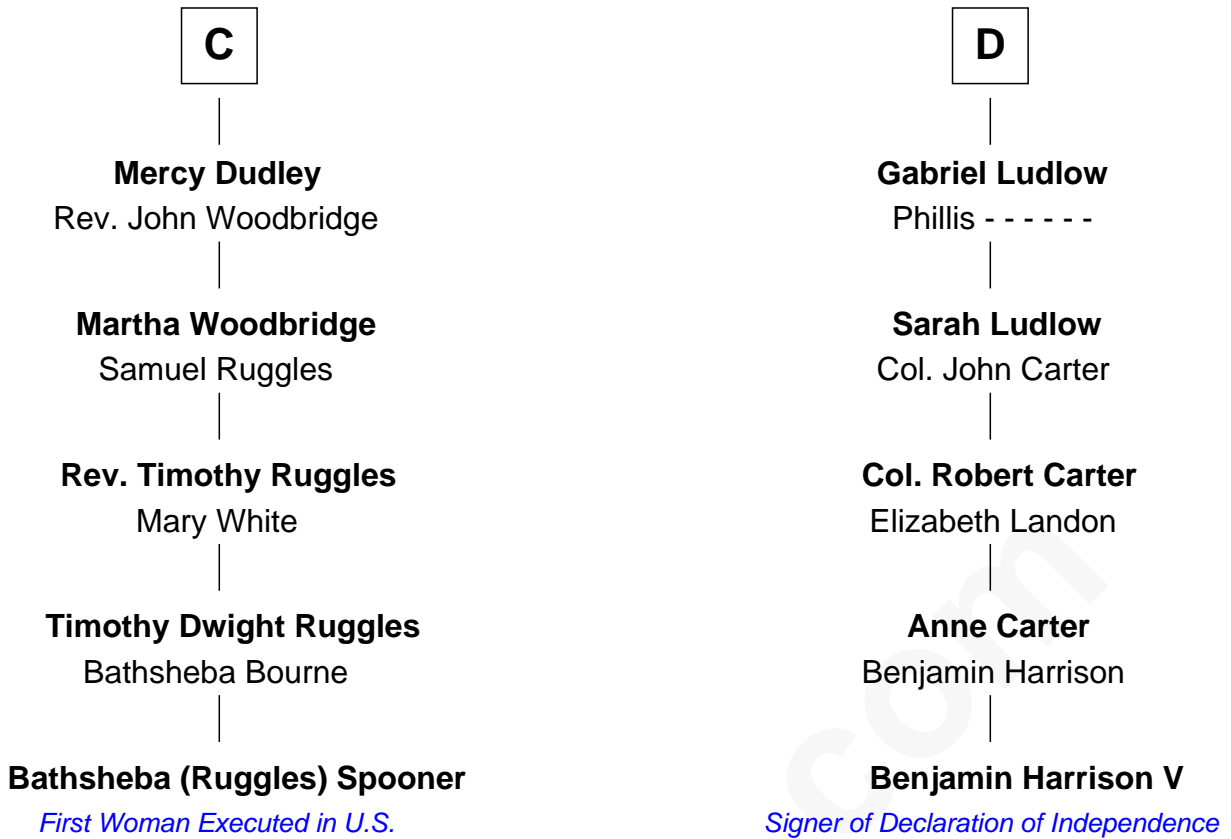 C
Mercy Dudley
Rev. John Woodbridge
Martha Woodbridge
Samuel Ruggles
Rev. Timothy Ruggles
Mary White
Timothy Dwight Ruggles
Bathsheba Bourne
Bathsheba (Ruggles) Spooner
First Woman Executed in U.S.
D
Gabriel Ludlow
Phillis - - - - - -
Sarah Ludlow
Col. John Carter
Col. Robert Carter
Elizabeth Landon
Anne Carter
Benjamin Harrison
Benjamin Harrison V
Signer of Declaration of Independence
com